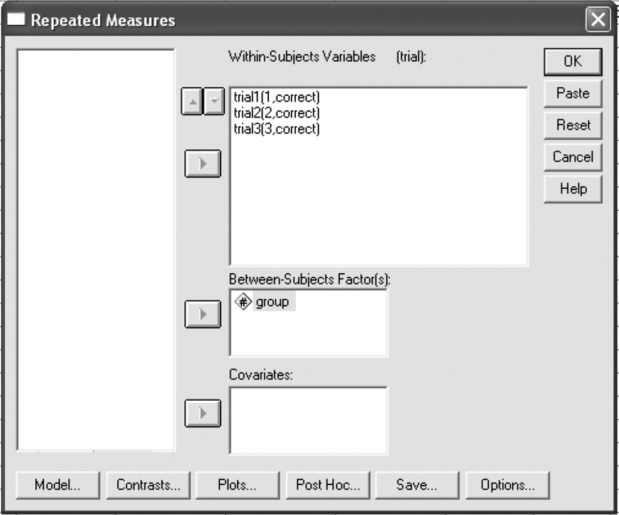 Repeated Measures
Within-Subjects Variables (trial):
trial1(1,correct)
trial2(2,correct)
trial3(3,correct)
OK
Paste
Reset
Cancel
Help
Between-Subjects Factor(s):
# group
Covariates:
Model...
Contrasts...
Plots...
Post Hoc...
Save...
Options...